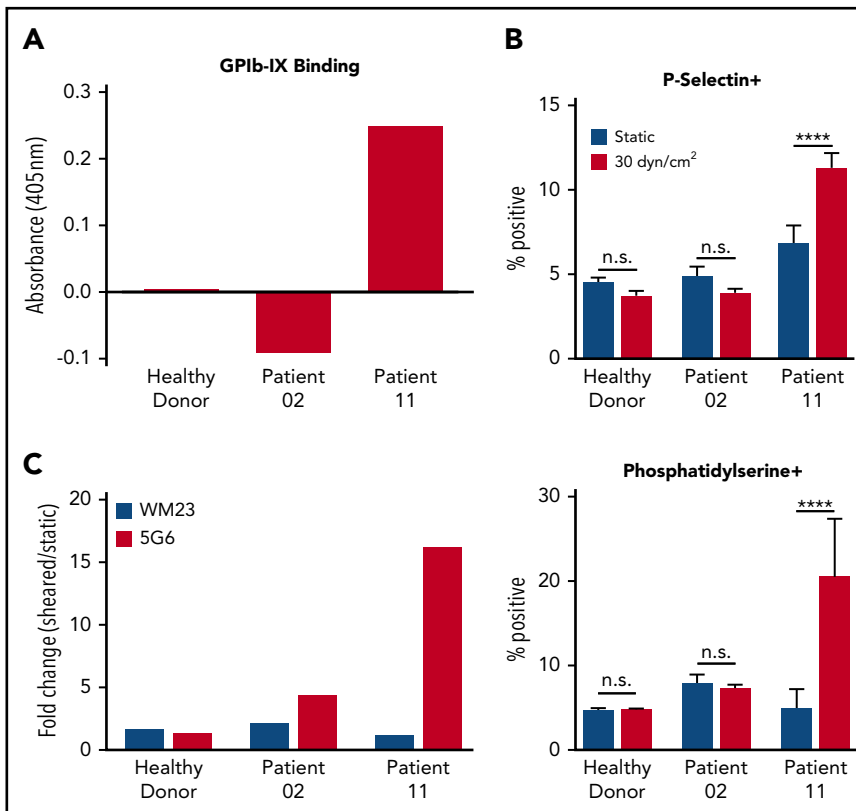 A
GPIb-IX Binding
Absorbance (405nm)
0.3
0.2
0.1
0.0
-0.1
Healthy Donor
Patient 02
Patient 11
B
P-Selectin+
% positive
15
10
5
0
Static
30 dyn/cm²
n.s.
n.s.
****
Healthy Donor
Patient 02
Patient 11
C
Fold change (sheared/static)
20
15
10
5
0
WM23
5G6
Healthy Donor
Patient 02
Patient 11
Phosphatidylserine+
% positive
30
20
10
0
n.s.
n.s.
****
Healthy Donor
Patient 02
Patient 11